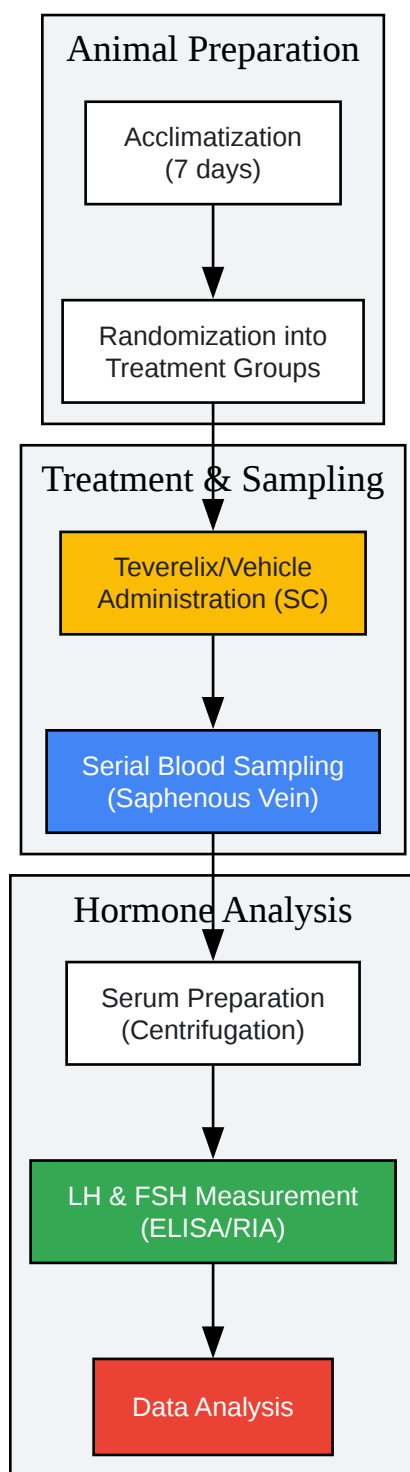 Animal Preparation
Acclimatization
(7 days)
Randomization into
Treatment Groups
Treatment & Sampling
Teverelix/Vehicle
Administration (SC)
Serial Blood Sampling
(Saphenous Vein)
Hormone Analysis
Serum Preparation
(Centrifugation)
LH & FSH Measurement
(ELISA/RIA)
Data Analysis